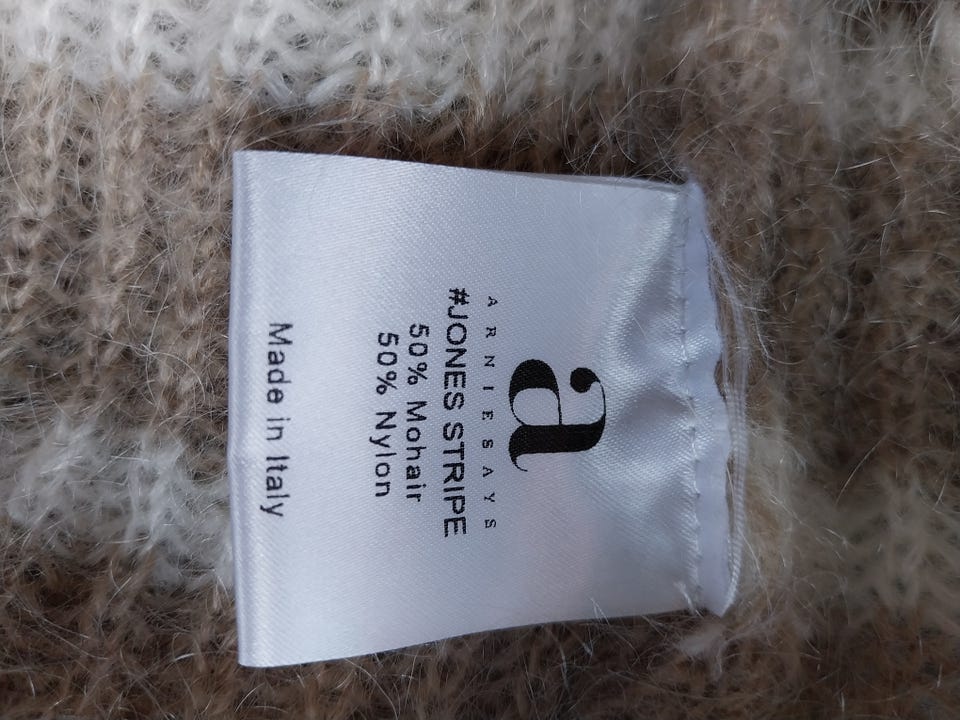 a
ARNIESAYS
#JONES STRIPE
50% Mohair
50% Nylon
Made in Italy